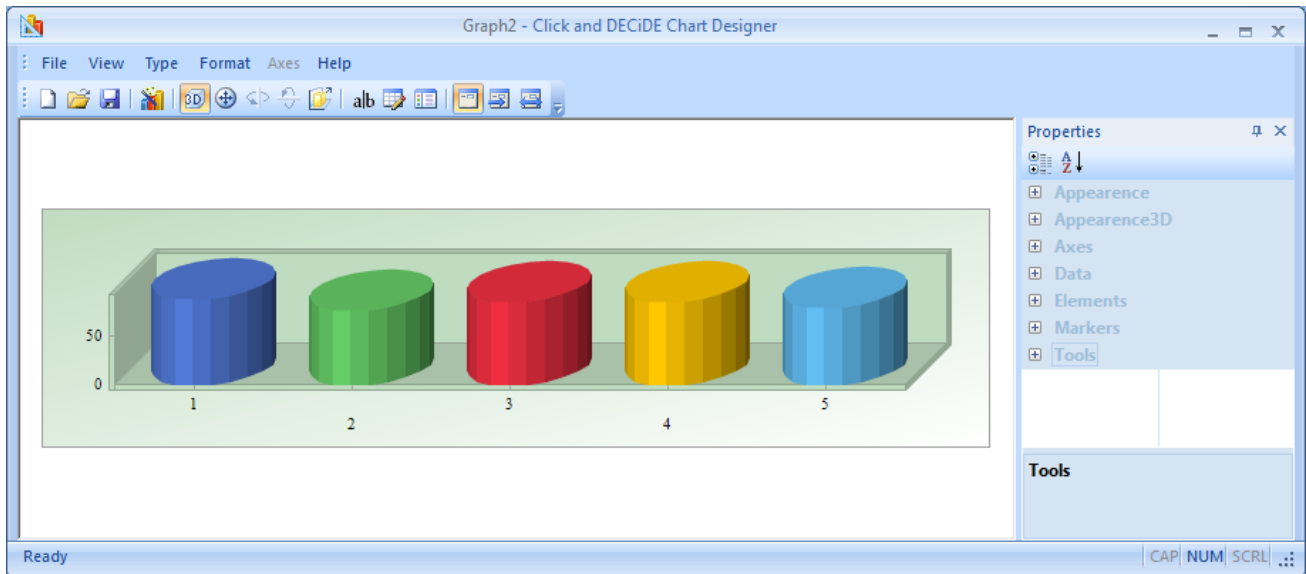 Graph2 - Click and DECiDE Chart Designer
File View Type Format Axes Help
3D a|b
Properties
A
Z
Appearence
Appearence3D
Axes
Data
Elements
Markers
Tools
50
0
1
2
3
4
5
Tools
Ready
CAP NUM SCRL